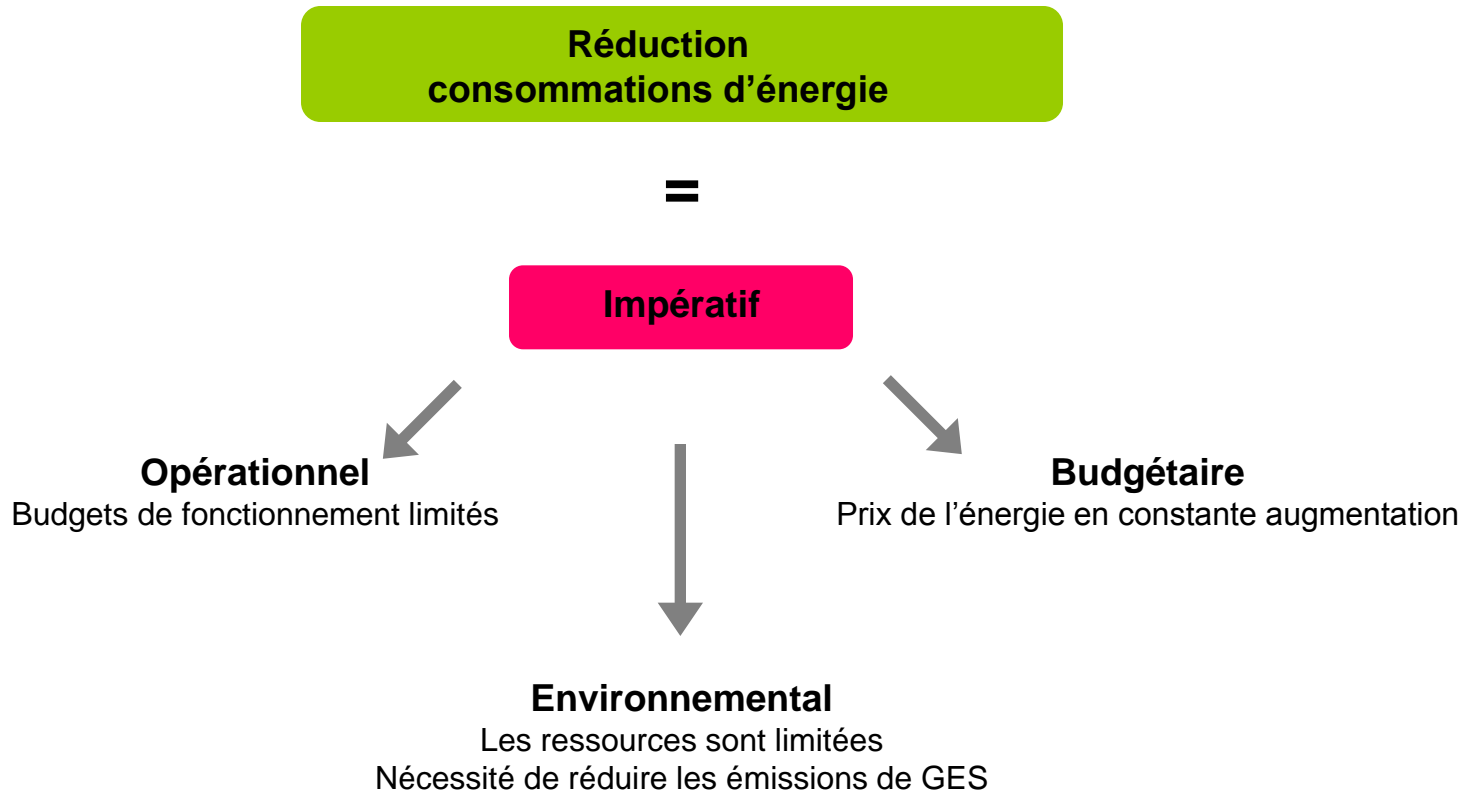 Réduction
consommations d’énergie
=
Impératif
Opérationnel
Budgets de fonctionnement limités
Budgétaire
Prix de l’énergie en constante augmentation
Environnemental
Les ressources sont limitées
Nécessité de réduire les émissions de GES